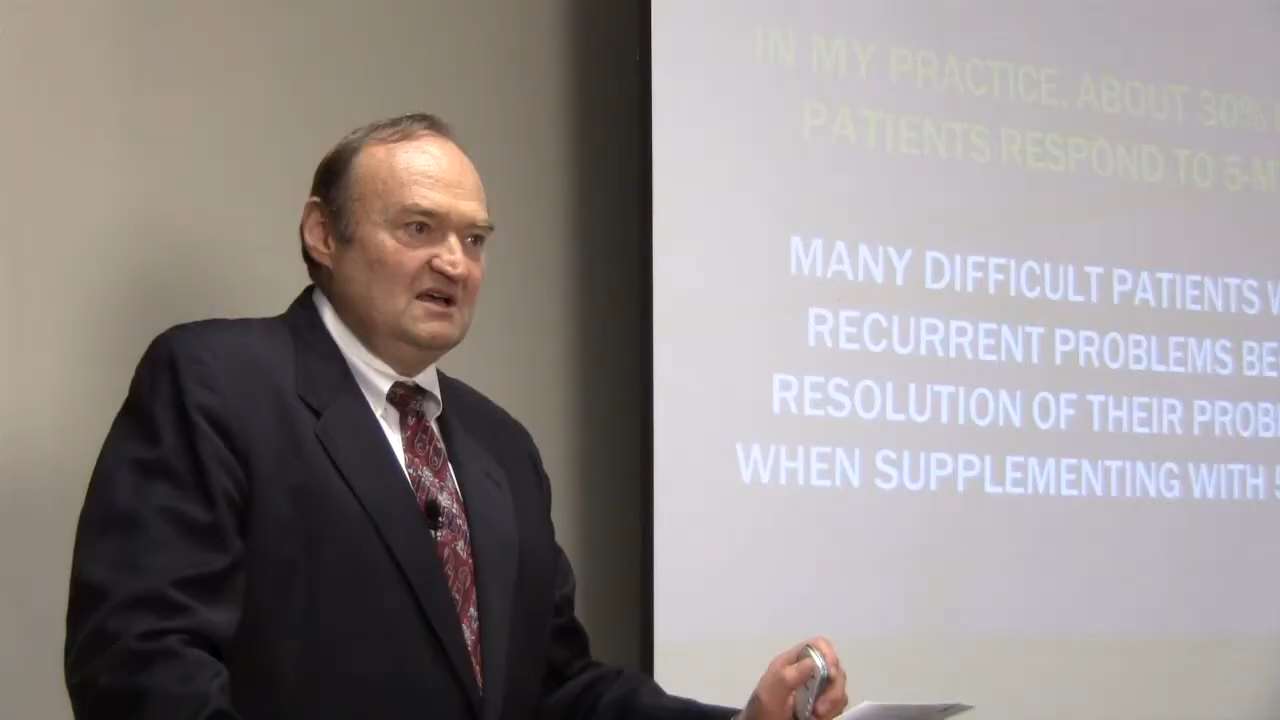 IN MY PRACTICE, ABOUT 30%
PATIENTS RESPOND TO 5-M
MANY DIFFICULT PATIENTS
RECURRENT PROBLEMS BE
RESOLUTION OF THEIR PROB
WHEN SUPPLEMENTING WITH